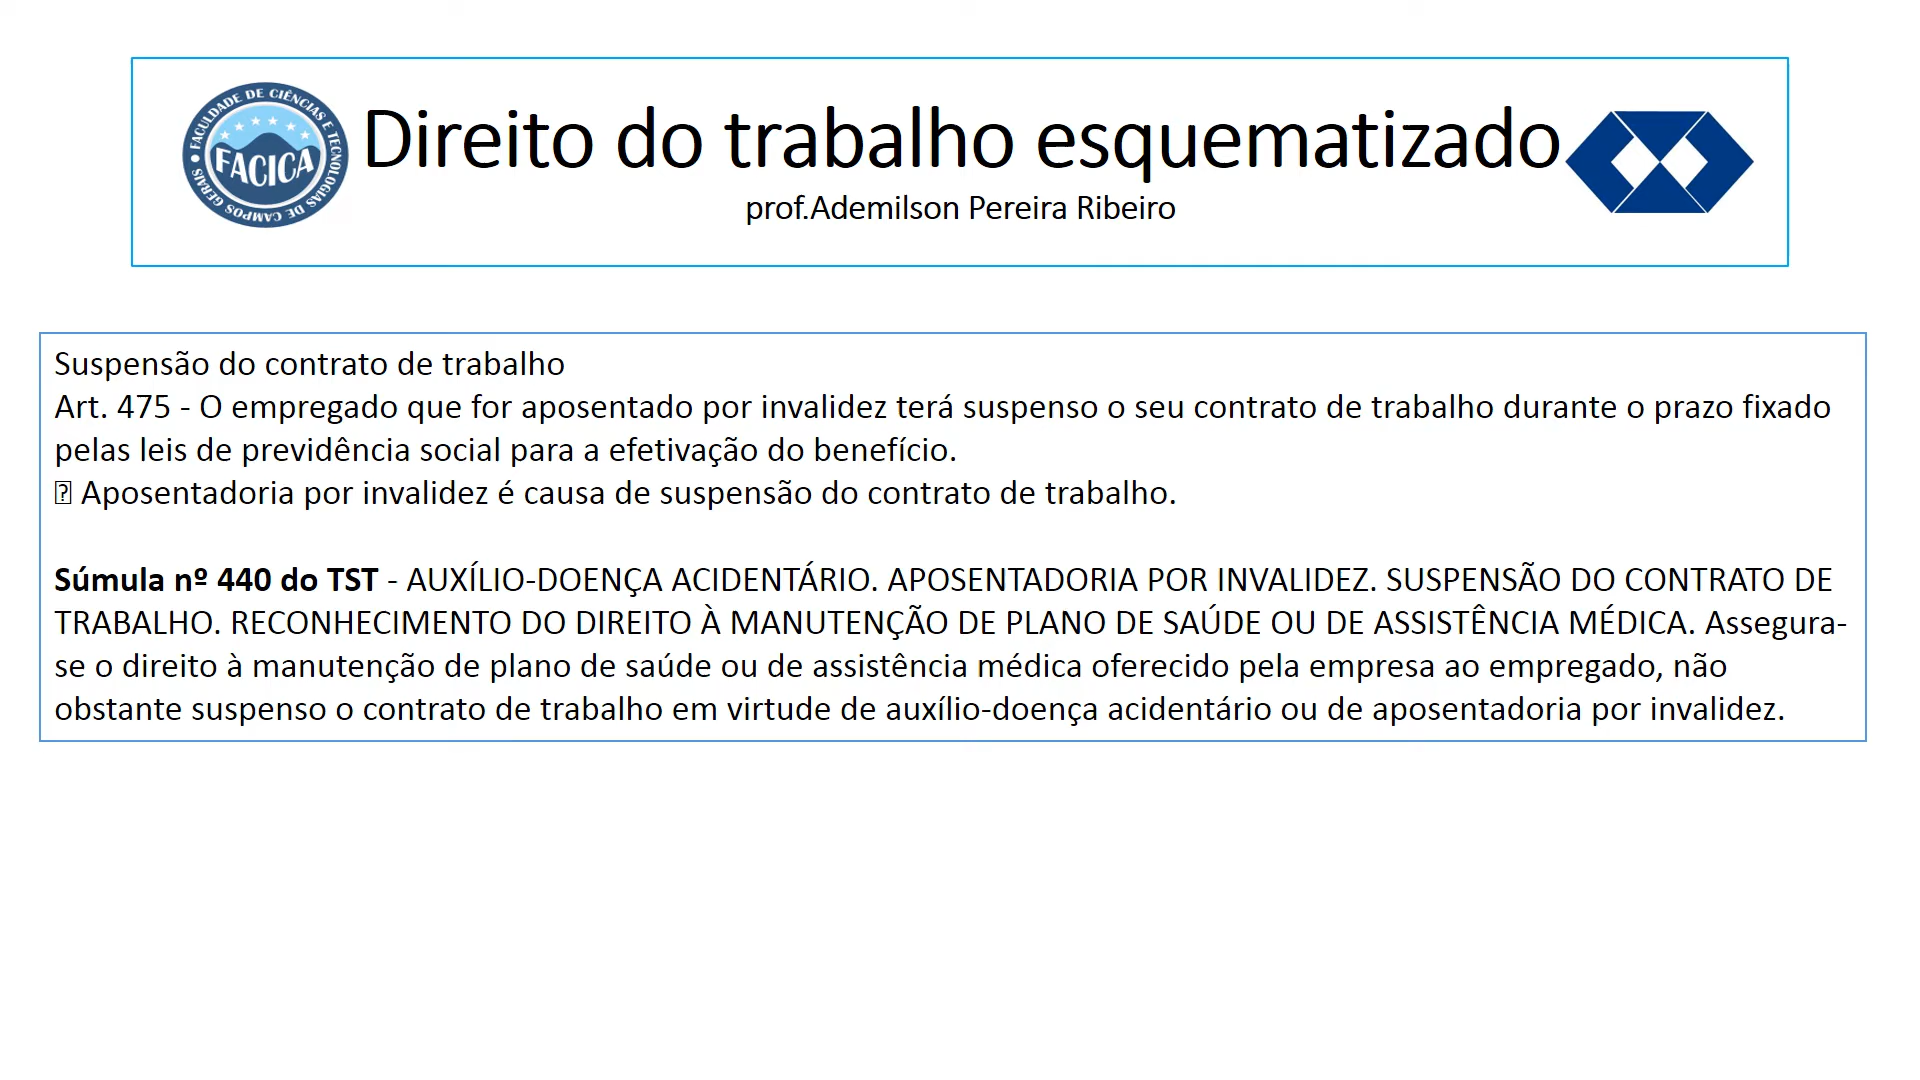 FACULDADE DE CIÊNCIAS E TECNOLOGIAS DE CAMPOS GERAIS •
FACICA
Direito do trabalho esquematizado
prof.Ademilson Pereira Ribeiro
Suspensão do contrato de trabalho
Art. 475 - O empregado que for aposentado por invalidez terá suspenso o seu contrato de trabalho durante o prazo fixado
pelas leis de previdência social para a efetivação do benefício.
⍰ Aposentadoria por invalidez é causa de suspensão do contrato de trabalho.
Súmula nº 440 do TST - AUXÍLIO-DOENÇA ACIDENTÁRIO. APOSENTADORIA POR INVALIDEZ. SUSPENSÃO DO CONTRATO DE
TRABALHO. RECONHECIMENTO DO DIREITO À MANUTENÇÃO DE PLANO DE SAÚDE OU DE ASSISTÊNCIA MÉDICA. Assegura-
se o direito à manutenção de plano de saúde ou de assistência médica oferecido pela empresa ao empregado, não
obstante suspenso o contrato de trabalho em virtude de auxílio-doença acidentário ou de aposentadoria por invalidez.